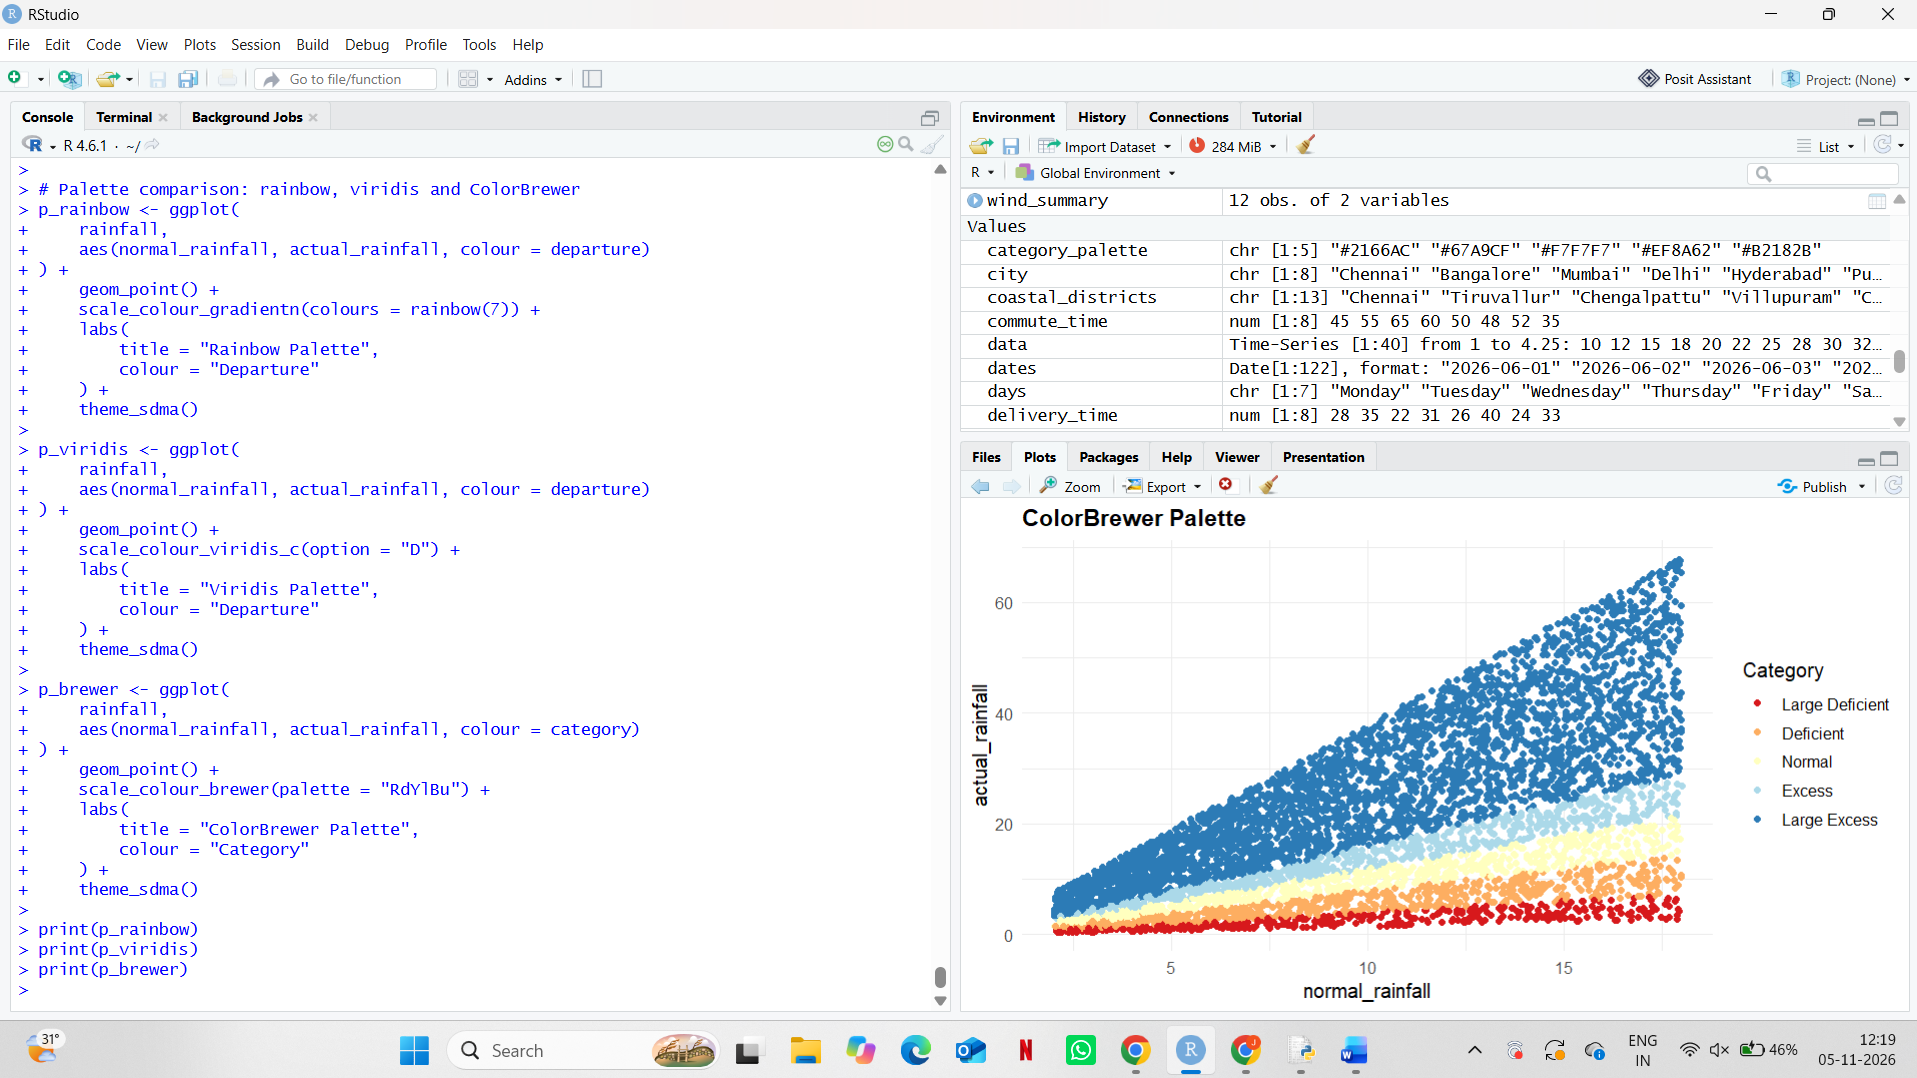 RStudio
File Edit Code View Plots Session Build Debug Profile Tools Help
Go to file/function Addins Posit Assistant Project: (None)
Console Terminal Background Jobs
R 4.6.1 · ~/
>
> # Palette comparison: rainbow, viridis and ColorBrewer
> p_rainbow <- ggplot(
+     rainfall,
+     aes(normal_rainfall, actual_rainfall, colour = departure)
+ ) +
+     geom_point() +
+     scale_colour_gradientn(colours = rainbow(7)) +
+     labs(
+         title = "Rainbow Palette",
+         colour = "Departure"
+     ) +
+     theme_sdma()
>
> p_viridis <- ggplot(
+     rainfall,
+     aes(normal_rainfall, actual_rainfall, colour = departure)
+ ) +
+     geom_point() +
+     scale_colour_viridis_c(option = "D") +
+     labs(
+         title = "Viridis Palette",
+         colour = "Departure"
+     ) +
+     theme_sdma()
>
> p_brewer <- ggplot(
+     rainfall,
+     aes(normal_rainfall, actual_rainfall, colour = category)
+ ) +
+     geom_point() +
+     scale_colour_brewer(palette = "RdYlBu") +
+     labs(
+         title = "ColorBrewer Palette",
+         colour = "Category"
+     ) +
+     theme_sdma()
>
> print(p_rainbow)
> print(p_viridis)
> print(p_brewer)
>
Environment History Connections Tutorial
Import Dataset 284 MiB List
R Global Environment
wind_summary 12 obs. of 2 variables
Values
category_palette chr [1:5] "#2166AC" "#67A9CF" "#F7F7F7" "#EF8A62" "#B2182B"
city chr [1:8] "Chennai" "Bangalore" "Mumbai" "Delhi" "Hyderabad" "Pu...
coastal_districts chr [1:13] "Chennai" "Tiruvallur" "Chengalpattu" "Villupuram" "C...
commute_time num [1:8] 45 55 65 60 50 48 52 35
data Time-Series [1:40] from 1 to 4.25: 10 12 15 18 20 22 25 28 30 32...
dates Date[1:122], format: "2026-06-01" "2026-06-02" "2026-06-03" "202...
days chr [1:7] "Monday" "Tuesday" "Wednesday" "Thursday" "Friday" "Sa...
delivery_time num [1:8] 28 35 22 31 26 40 24 33
Files Plots Packages Help Viewer Presentation
Zoom Export Publish
ColorBrewer Palette
60
40
20
0
actual_rainfall
5 10 15
normal_rainfall
Category
Large Deficient
Deficient
Normal
Excess
Large Excess
31°
Search
ENG
IN
46%
12:19
05-11-2026